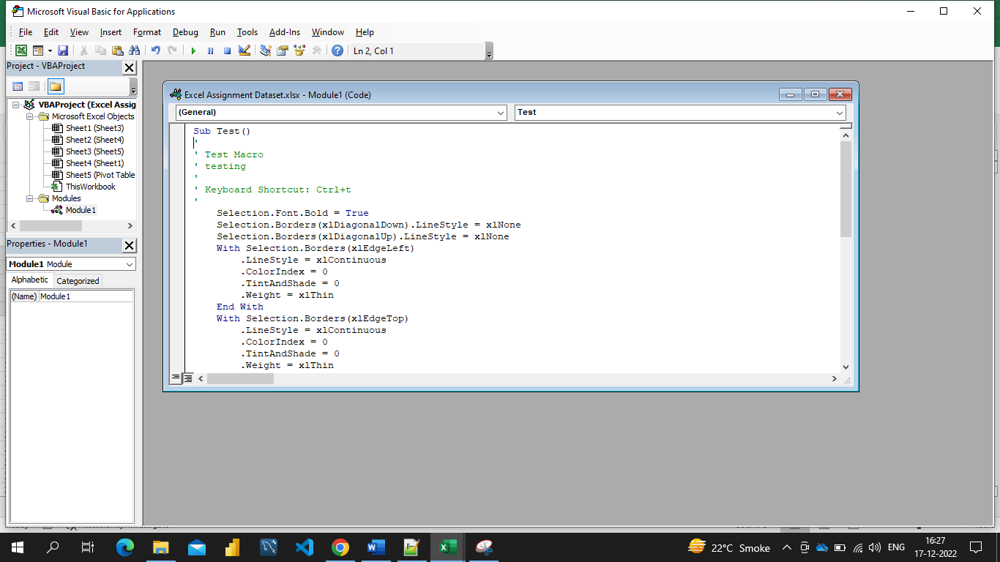 Microsoft Visual Basic for Applications
File Edit View Insert Format Debug Run Tools Add-Ins Window Help
Ln 2, Col 1
Project - VBAProject
VBAProject (Excel Assig
Microsoft Excel Objects
Sheet1 (Sheet3)
Sheet2 (Sheet4)
Sheet3 (Sheet5)
Sheet4 (Sheet1)
Sheet5 (Pivot Table
ThisWorkbook
Modules
Module1
Properties - Module1
Module1 Module
Alphabetic Categorized
(Name) Module1
Excel Assignment Dataset.xlsx - Module1 (Code)
(General) Test
Sub Test()
'
' Test Macro
' testing
'
' Keyboard Shortcut: Ctrl+t
'
Selection.Font.Bold = True
Selection.Borders(xlDiagonalDown).LineStyle = xlNone
Selection.Borders(xlDiagonalUp).LineStyle = xlNone
With Selection.Borders(xlEdgeLeft)
.LineStyle = xlContinuous
.ColorIndex = 0
.TintAndShade = 0
.Weight = xlThin
End With
With Selection.Borders(xlEdgeTop)
.LineStyle = xlContinuous
.ColorIndex = 0
.TintAndShade = 0
.Weight = xlThin
22°C Smoke
ENG
16:27
17-12-2022